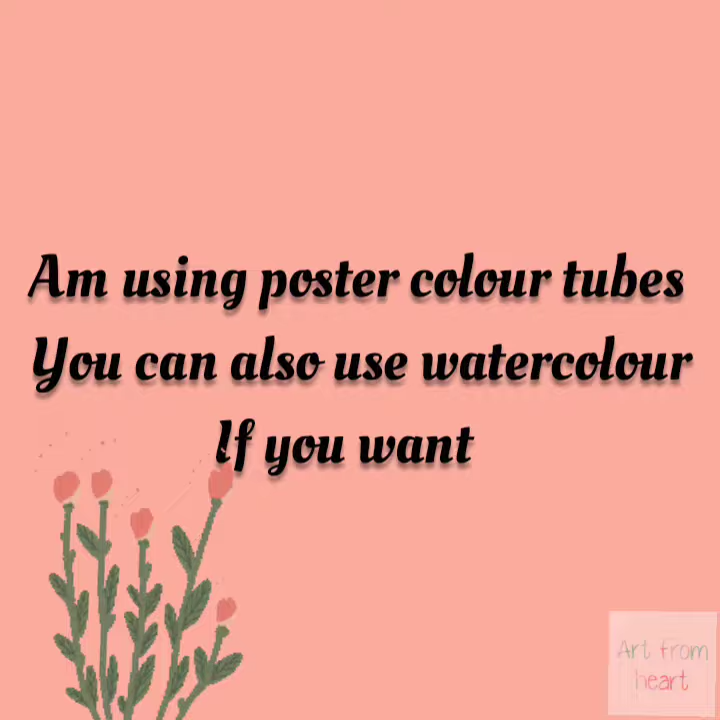 Am using poster colour tubes
You can also use watercolour
If you want
Art from
heart